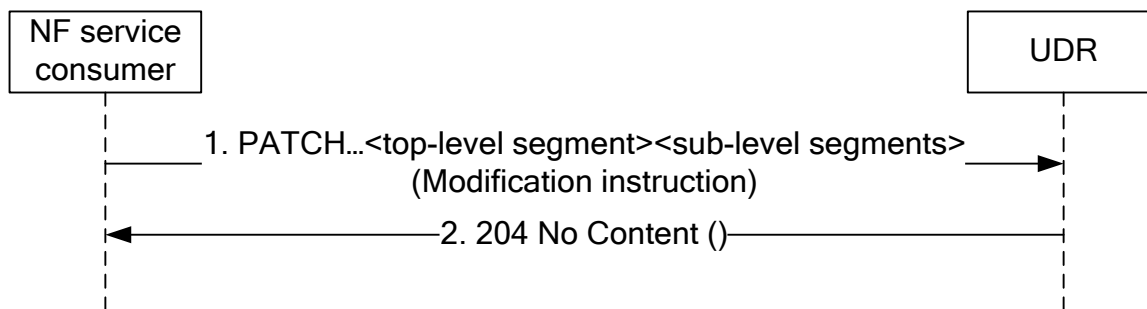 NF service
consumer
UDR
1. PATCH…<top-level segment><sub-level segments>
(Modification instruction)
2. 204 No Content ()